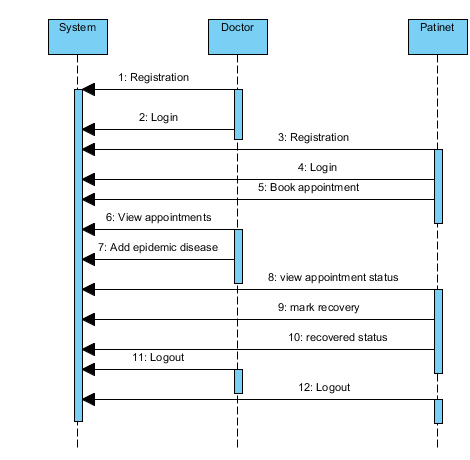 System
Doctor
Patinet
1: Registration
2: Login
3: Registration
4: Login
5: Book appointment
6: View appointments
7: Add epidemic disease
8: view appointment status
9: mark recovery
10: recovered status
11: Logout
12: Logout